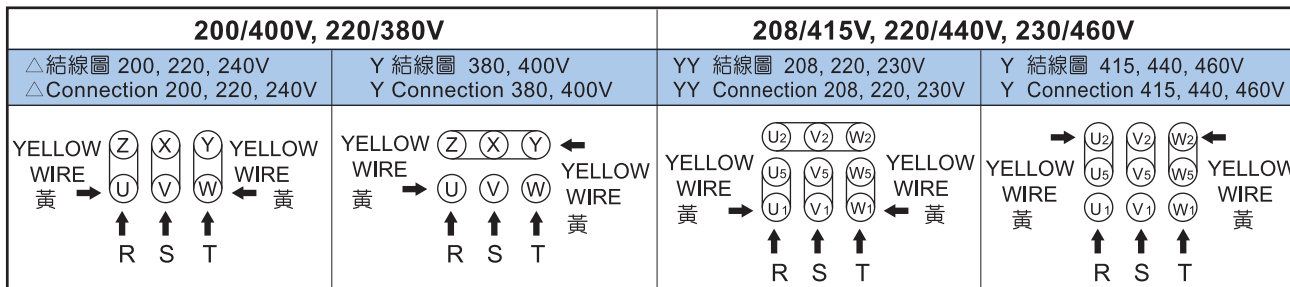 200/400V, 220/380V
208/415V, 220/440V, 230/460V
△結線圖 200, 220, 240V
△Connection 200, 220, 240V
Y 結線圖 380, 400V
Y Connection 380, 400V
YY 結線圖 208, 220, 230V
YY Connection 208, 220, 230V
Y 結線圖 415, 440, 460V
Y Connection 415, 440, 460V
YELLOW
WIRE
黃
Z X Y
U V W
YELLOW
WIRE
黃
R S T
YELLOW
WIRE
黃
Z X Y
U V W
YELLOW
WIRE
黃
R S T
YELLOW
WIRE
黃
U2 V2 W2
U5 V5 W5
U1 V1 W1
YELLOW
WIRE
黃
R S T
YELLOW
WIRE
黃
U2 V2 W2
U5 V5 W5
U1 V1 W1
YELLOW
WIRE
黃
R S T